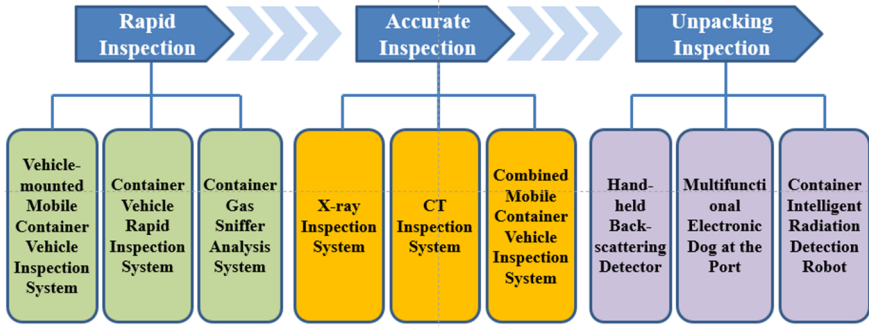 Rapid
Inspection
Accurate
Inspection
Unpacking
Inspection
Vehicle-
mounted
Mobile
Container
Vehicle
Inspection
System
Container
Vehicle
Rapid
Inspection
System
Container
Gas
Sniffer
Analysis
System
X-ray
Inspection
System
CT
Inspection
System
Combined
Mobile
Container
Vehicle
Inspection
System
Hand-
held
Back-
scattering
Detector
Multifuncti
onal
Electronic
Dog at the
Port
Container
Intelligent
Radiation
Detection
Robot